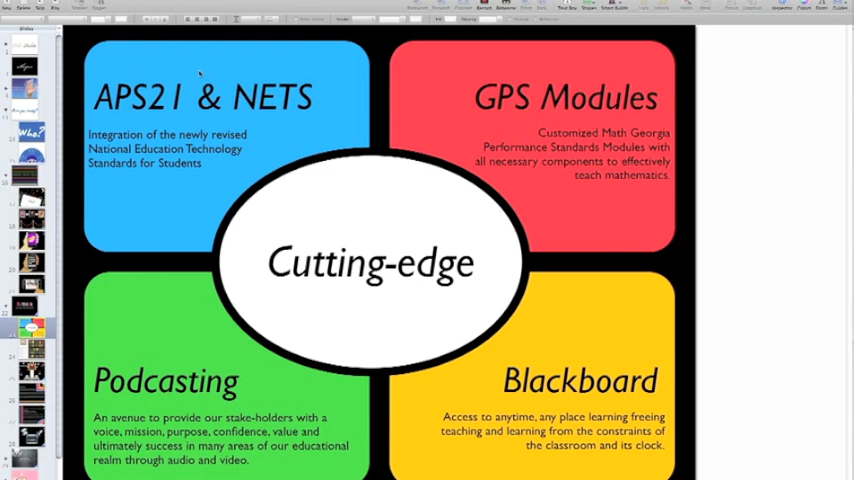 APS21 & NETS
Integration of the newly revised
National Education Technology
Standards for Students
GPS Modules
Customized Math Georgia
Performance Standards Modules with
all necessary components to effectively
teach mathematics.
Cutting-edge
Podcasting
An avenue to provide our stake-holders with a
voice, mission, purpose, confidence, value and
ultimately success in many areas of our educational
realm through audio and video.
Blackboard
Access to anytime, any place learning freeing
teaching and learning from the constraints of
the classroom and its clock.